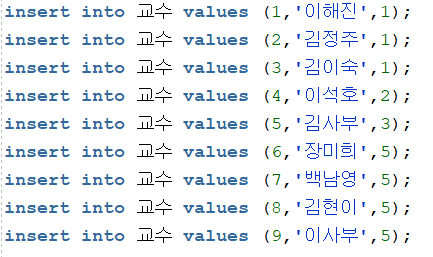 insert into 교수 values (1,'이해진',1);
insert into 교수 values (2,'김정주',1);
insert into 교수 values (3,'김이숙',1);
insert into 교수 values (4,'이석호',2);
insert into 교수 values (5,'김사부',3);
insert into 교수 values (6,'장미희',5);
insert into 교수 values (7,'백남영',5);
insert into 교수 values (8,'김현이',5);
insert into 교수 values (9,'이사부',5);